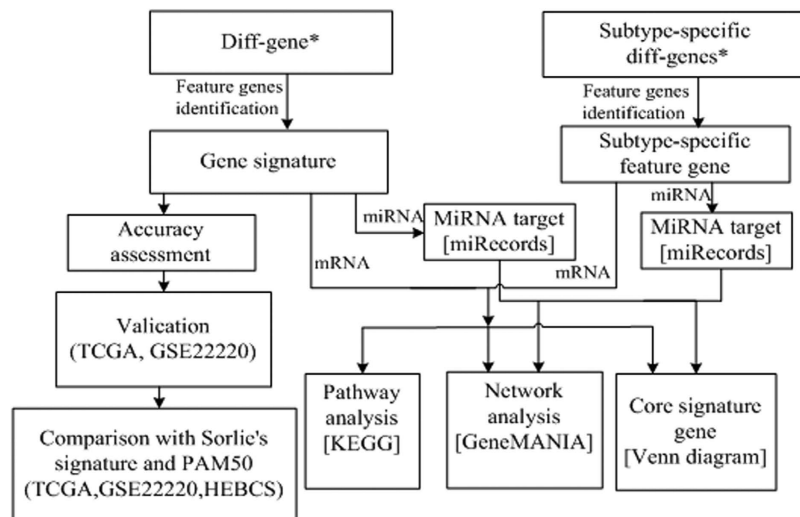 Diff-gene*
Subtype-specific
diff-genes*
Feature genes
identification
Feature genes
identification
Gene signature
Subtype-specific
feature gene
miRNA
miRNA
MiRNA target
[miRecords]
MiRNA target
[miRecords]
Accuracy
assessment
mRNA
mRNA
Valication
(TCGA, GSE22220)
Pathway
analysis
[KEGG]
Network
analysis
[GeneMANIA]
Core signature
gene
[Venn diagram]
Comparison with Sorlie's
signature and PAM50
(TCGA,GSE22220,HEBCS)